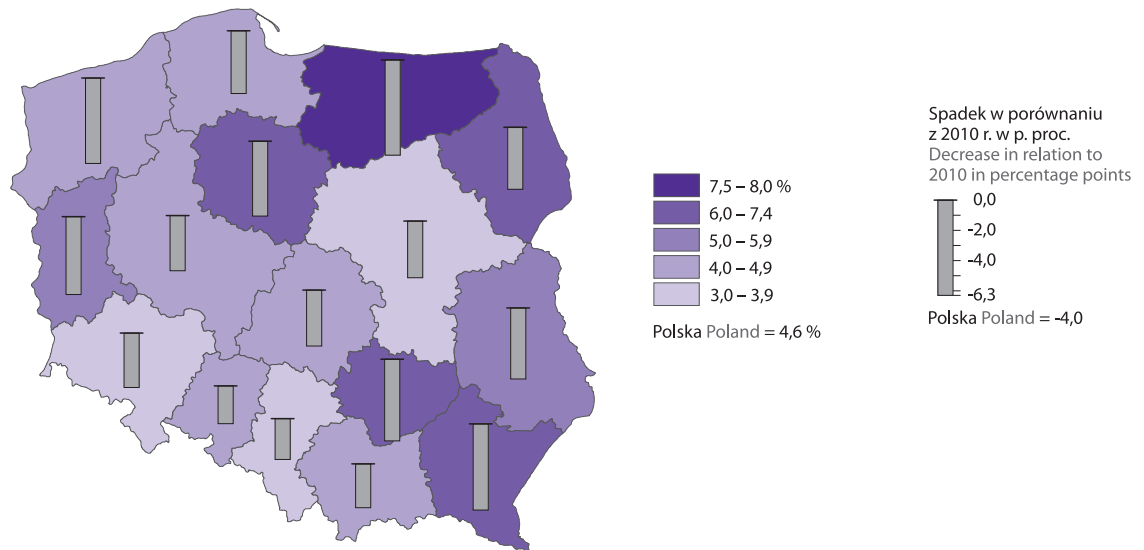 7,5 – 8,0 %
6,0 – 7,4
5,0 – 5,9
4,0 – 4,9
3,0 – 3,9
Polska Poland = 4,6 %
Spadek w porównaniu
z 2010 r. w p. proc.
Decrease in relation to
2010 in percentage points
0,0
-2,0
-4,0
-6,3
Polska Poland = -4,0